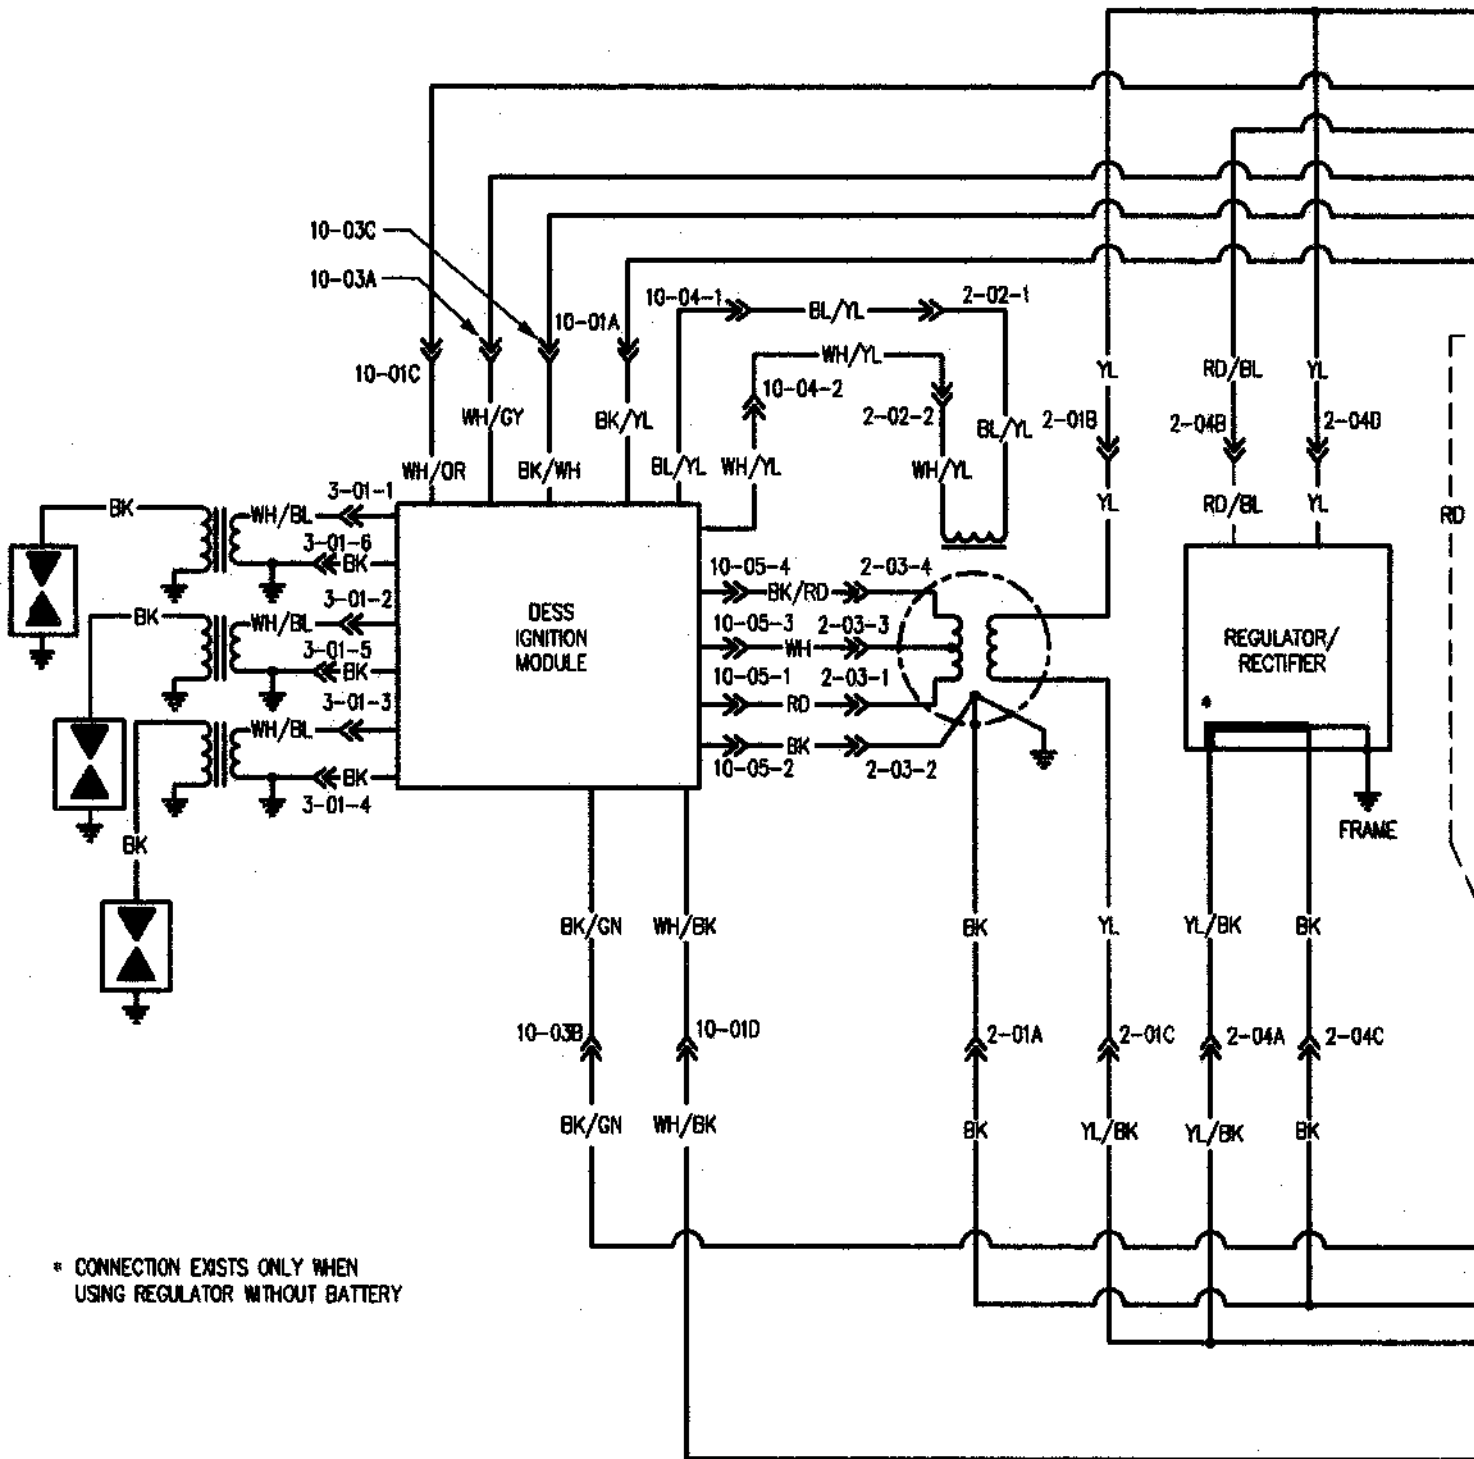 10-03C
10-03A
10-01A
10-04-1
BL/YL
2-02-1
10-01C
WH/YL
10-04-2
YL
RD/BL
YL
WH/GY
BK/YL
2-02-2
BL/YL
2-01B
2-04B
2-04D
WH/OR
BK/WH
BL/YL
WH/YL
WH/YL
YL
RD/BL
YL
RD
BK
3-01-1
WH/BL
3-01-6
BK
10-05-4
2-03-4
BK/RD
3-01-2
BK
WH/BL
10-05-3
2-03-3
WH
3-01-5
BK
10-05-1
2-03-1
RD
3-01-3
WH/BL
BK
10-05-2
BK
2-03-2
3-01-4
DESS
IGNITION
MODULE
REGULATOR/
RECTIFIER
*
FRAME
BK
BK/GN
WH/BK
BK
YL
YL/BK
BK
10-03B
10-01D
2-01A
2-01C
2-04A
2-04C
BK/GN
WH/BK
BK
YL/BK
YL/BK
BK
* CONNECTION EXISTS ONLY WHEN
USING REGULATOR WITHOUT BATTERY